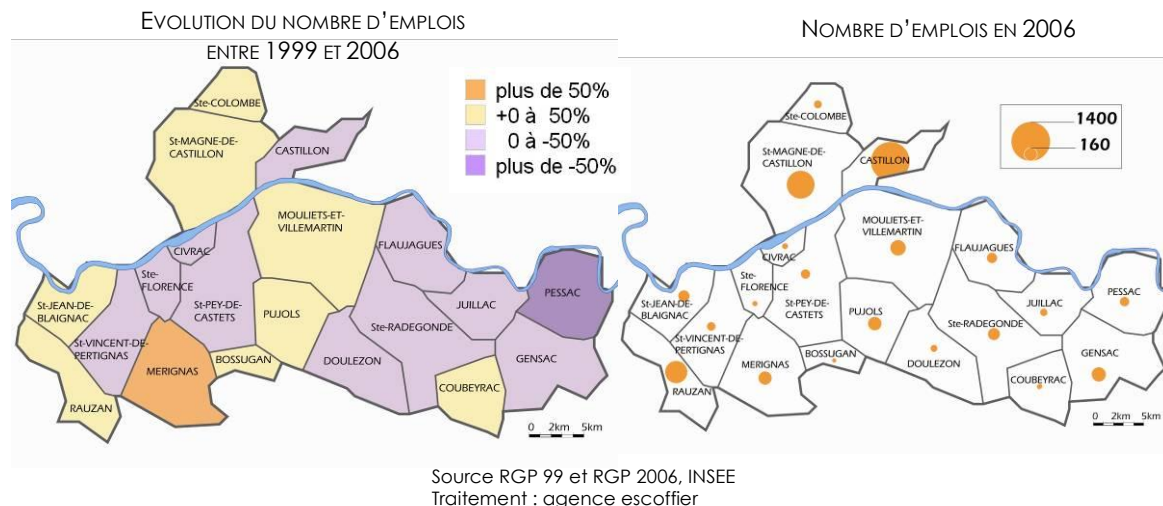 EVOLUTION DU NOMBRE D'EMPLOIS
ENTRE 1999 ET 2006
plus de 50%
+0 à 50%
0 à -50%
plus de -50%
Ste-COLOMBE
St-MAGNE-DE-
CASTILLON
CASTILLON
MOULIETS-ET-
VILLEMARTIN
FLAUJAGUES
CIVRAC
Ste-
FLORENCE
PESSAC
St-JEAN-DE-
BLAIGNAC
St-PEY-DE-
CASTETS
JUILLAC
PUJOLS
Ste-RADEGONDE
St-VINCENT-DE-
PERTIGNAS
BOSSUGAN
GENSAC
MERIGNAS
DOULEZON
COUBEYRAC
RAUZAN
0 2km 5km
NOMBRE D'EMPLOIS EN 2006
1400
160
Ste-COLOMBE
St-MAGNE-DE-
CASTILLON
CASTILLON
MOULIETS-ET-
VILLEMARTIN
FLAUJAGUES
CIVRAC
Ste-
FLORENCE
PESSAC
St-JEAN-DE-
BLAIGNAC
St-PEY-DE-
CASTETS
JUILLAC
PUJOLS
Ste-RADEGONDE
St-VINCENT-DE-
PERTIGNAS
BOSSUGAN
GENSAC
MERIGNAS
DOULEZON
COUBEYRAC
RAUZAN
0 2km 5km
Source RGP 99 et RGP 2006, INSEE
Traitement : agence escoffier